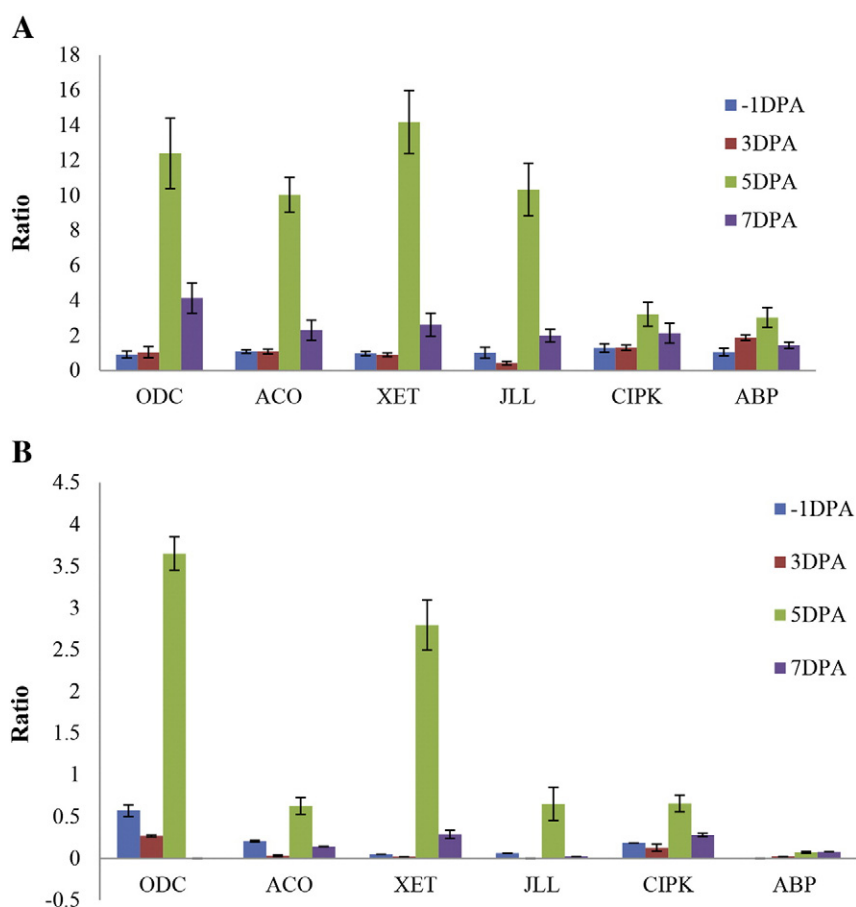 A
18
16
14
12
10
8
6
4
2
0
Ratio
-1DPA
3DPA
5DPA
7DPA
ODC ACO XET JLL CIPK ABP
B
4.5
4
3.5
3
2.5
2
1.5
1
0.5
0
-0.5
Ratio
-1DPA
3DPA
5DPA
7DPA
ODC ACO XET JLL CIPK ABP